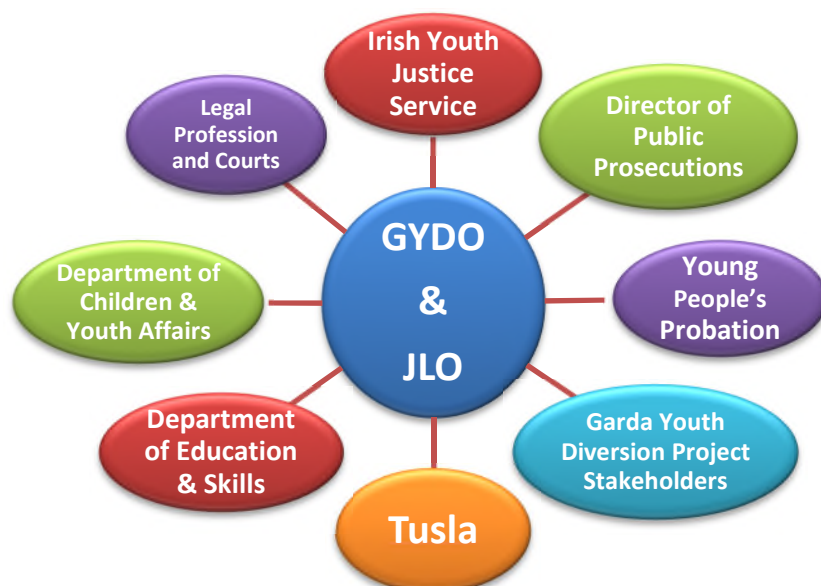 Irish Youth
Justice
Service
Director of
Public
Prosecutions
Young
People’s
Probation
Garda Youth
Diversion Project
Stakeholders
Tusla
Department
of Education
& Skills
Department of
Children &
Youth Affairs
Legal
Profession
and Courts
GYDO
&
JLO